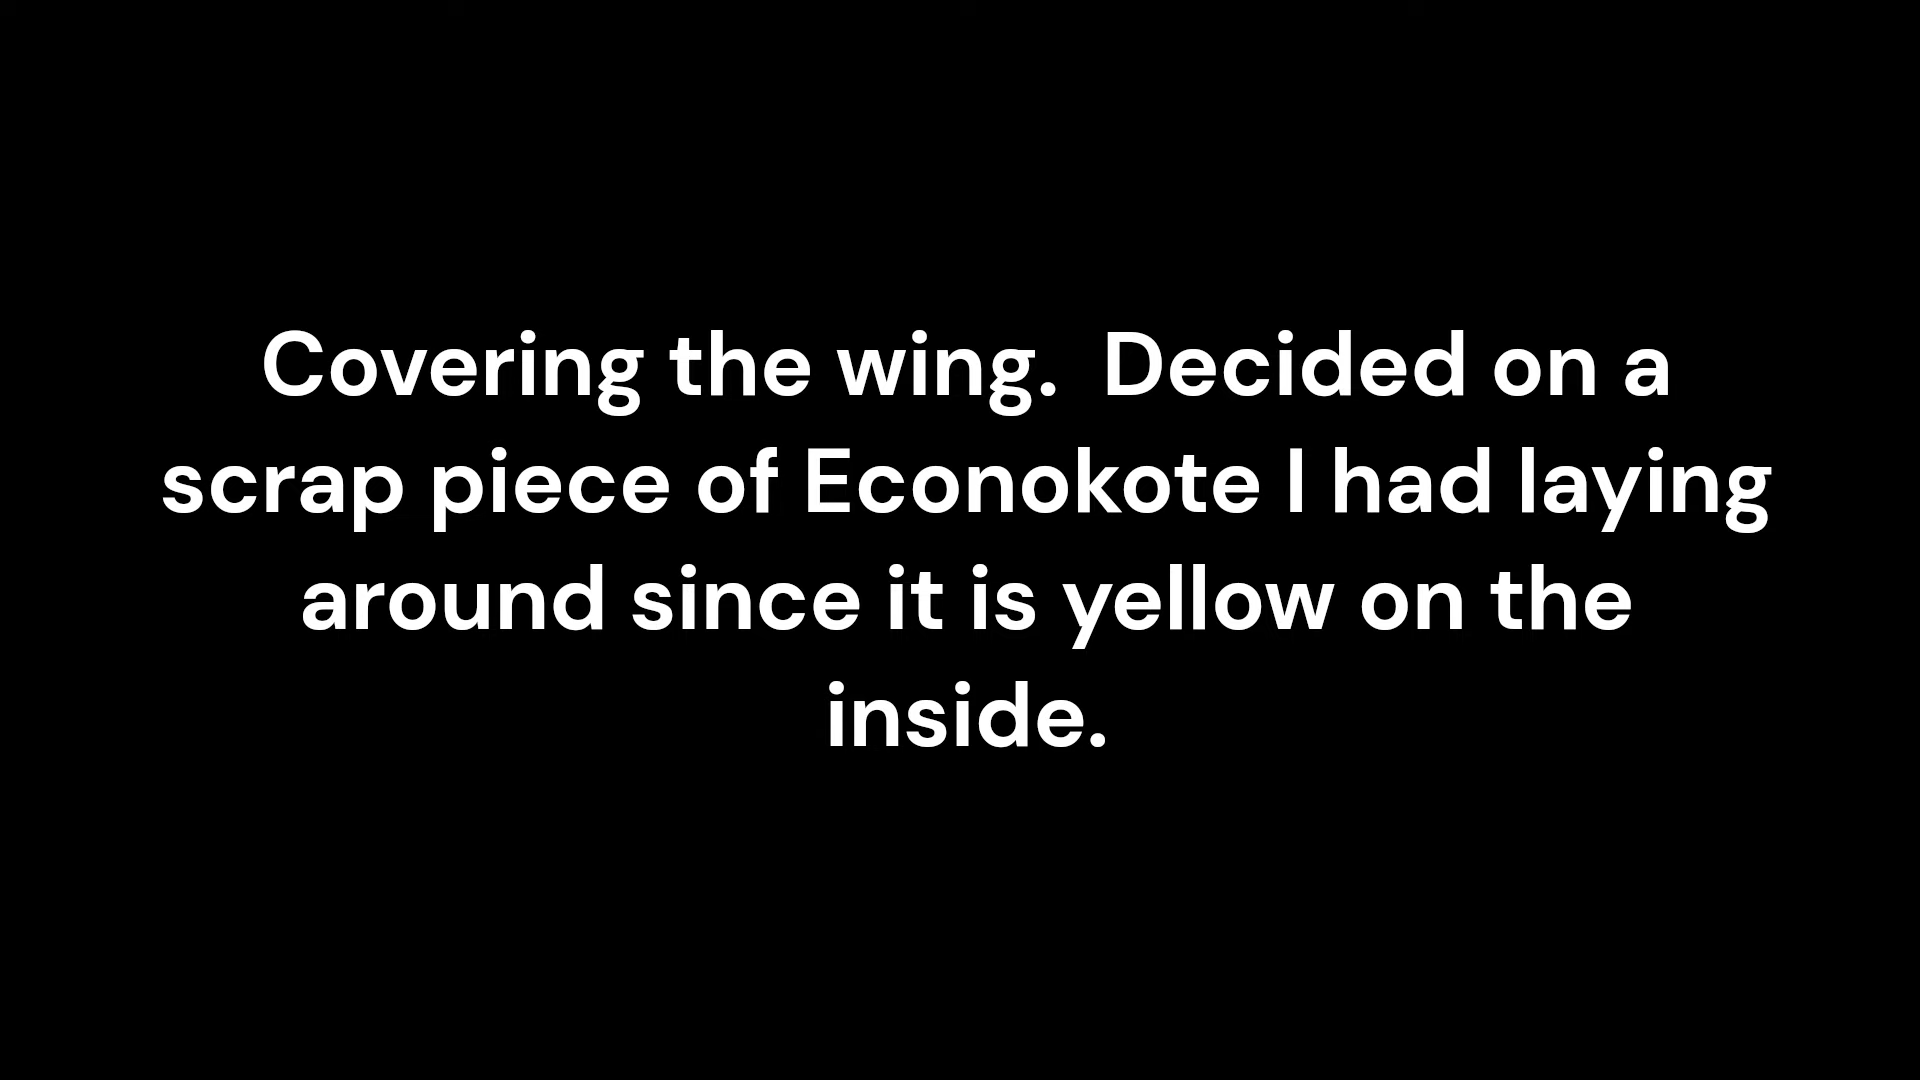 Covering the wing.  Decided on a
scrap piece of Econokote I had laying
around since it is yellow on the
inside.